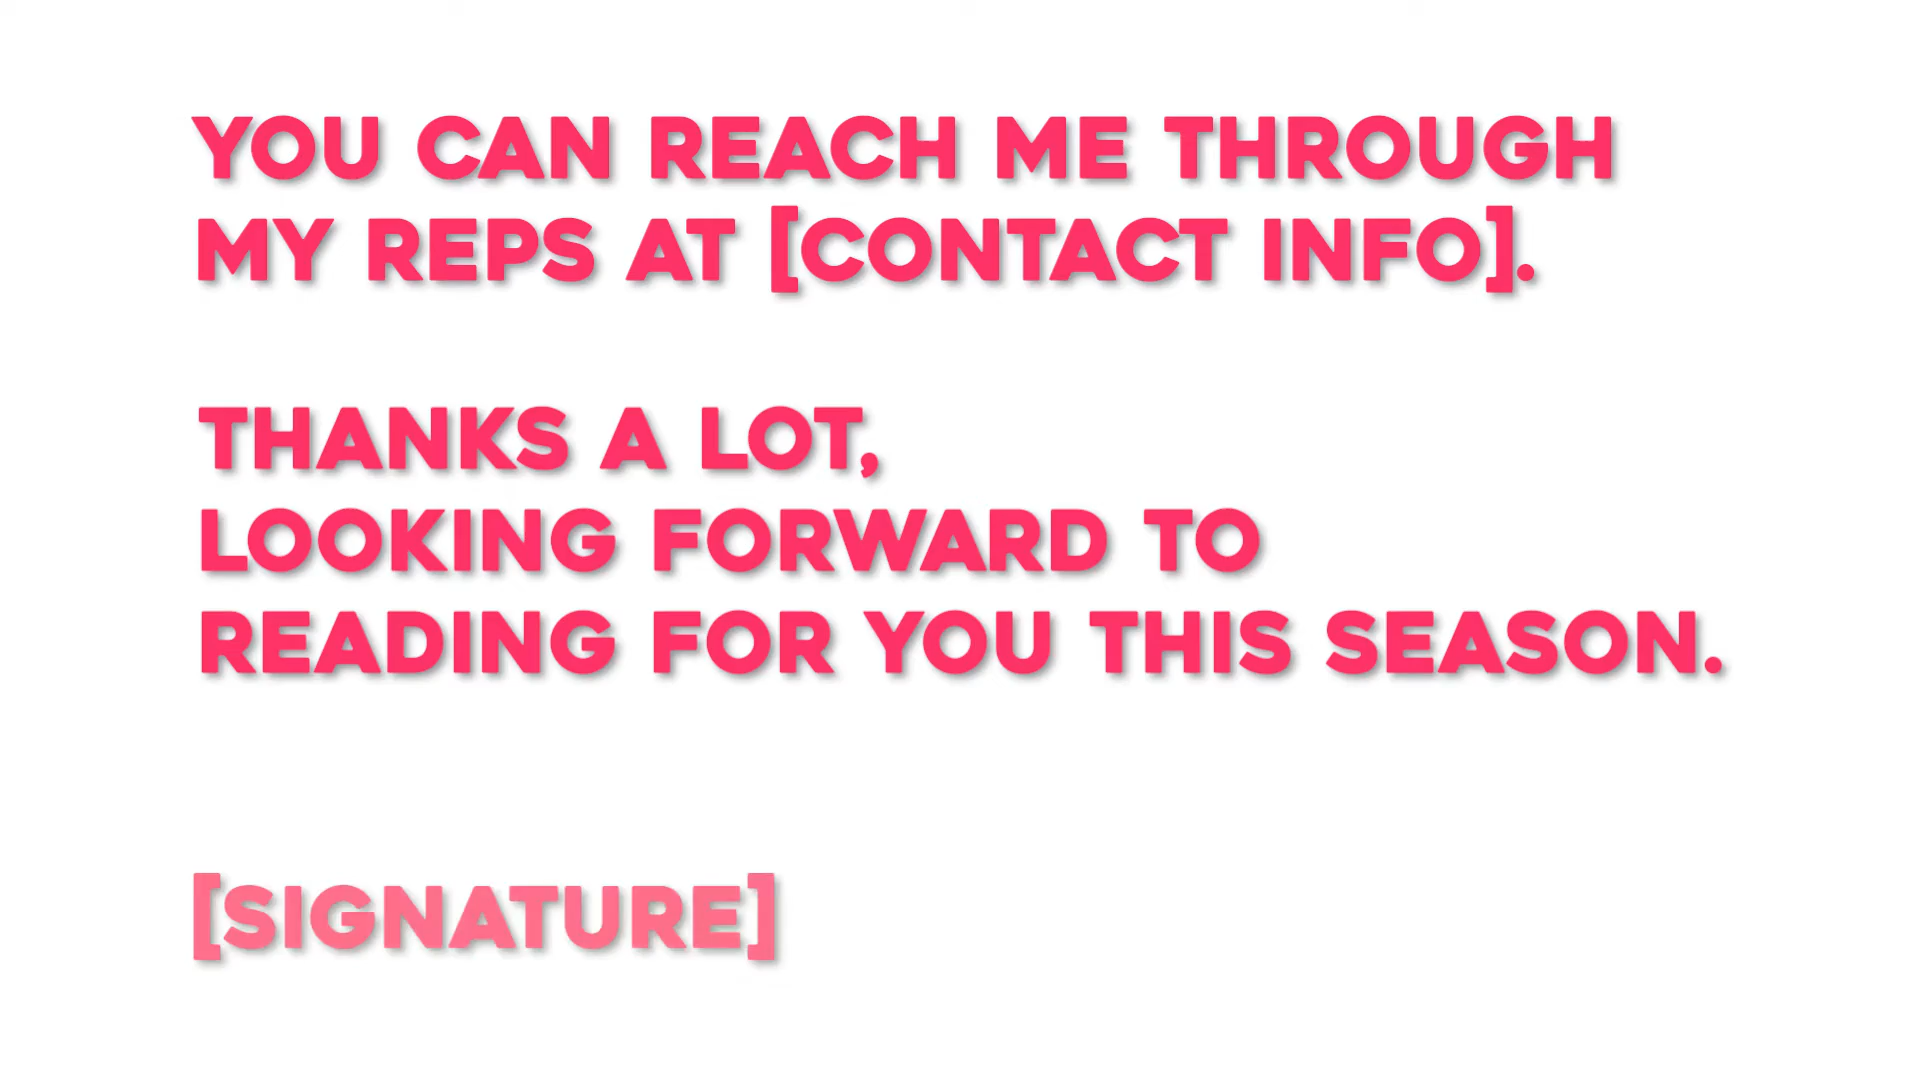 YOU CAN REACH ME THROUGH
MY REPS AT [CONTACT INFO].
THANKS A LOT,
LOOKING FORWARD TO
READING FOR YOU THIS SEASON.
[SIGNATURE]